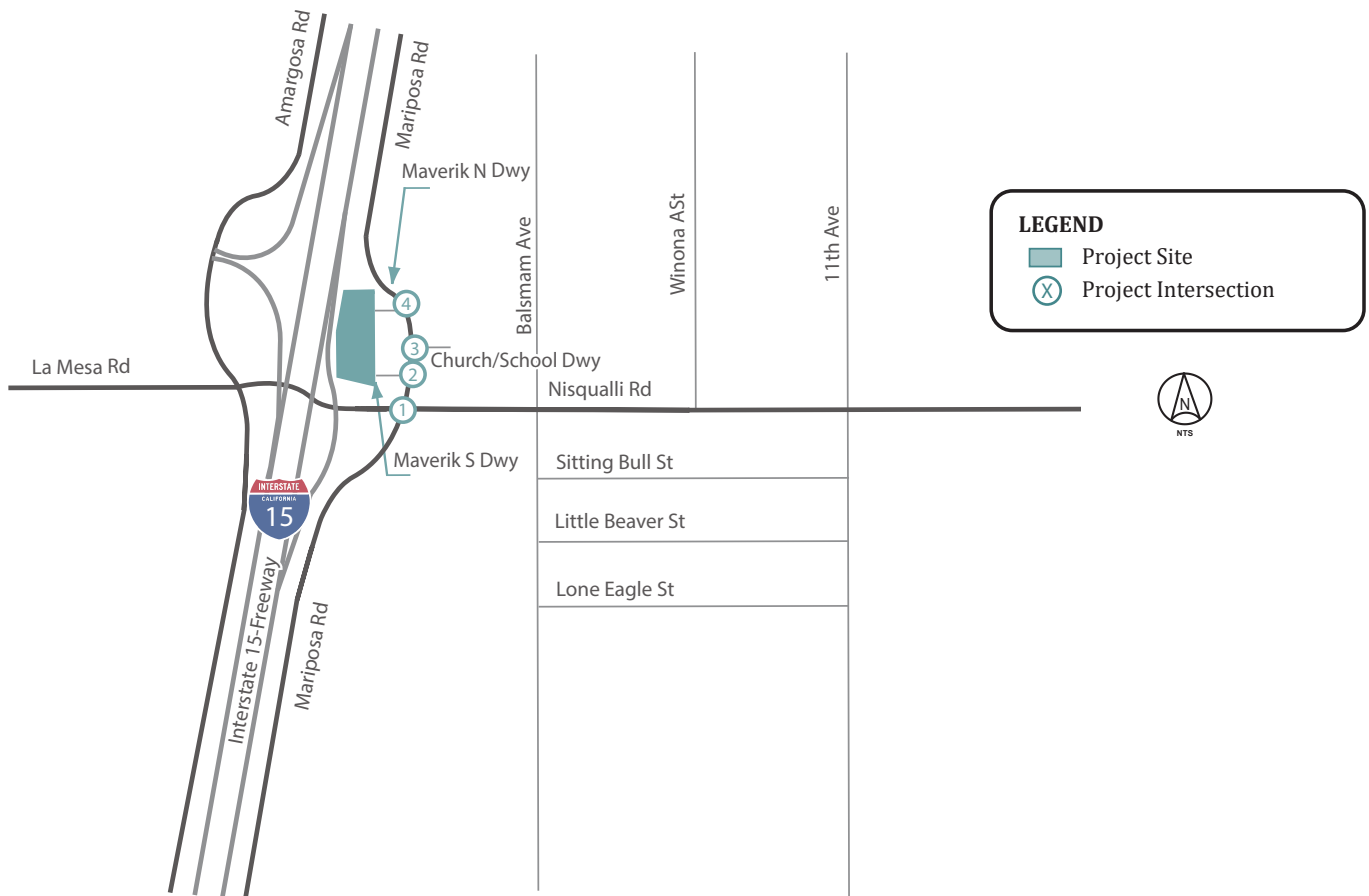 Amargosa Rd
Mariposa Rd
Maverik N Dwy
Balsmam Ave
Winona ASt
11th Ave
LEGEND
Project Site
X Project Intersection
4
3
Church/School Dwy
2
La Mesa Rd
Nisqualli Rd
1
N
NTS
Maverik S Dwy
Sitting Bull St
INTERSTATE
CALIFORNIA
15
Little Beaver St
Lone Eagle St
Interstate 15-Freeway
Mariposa Rd